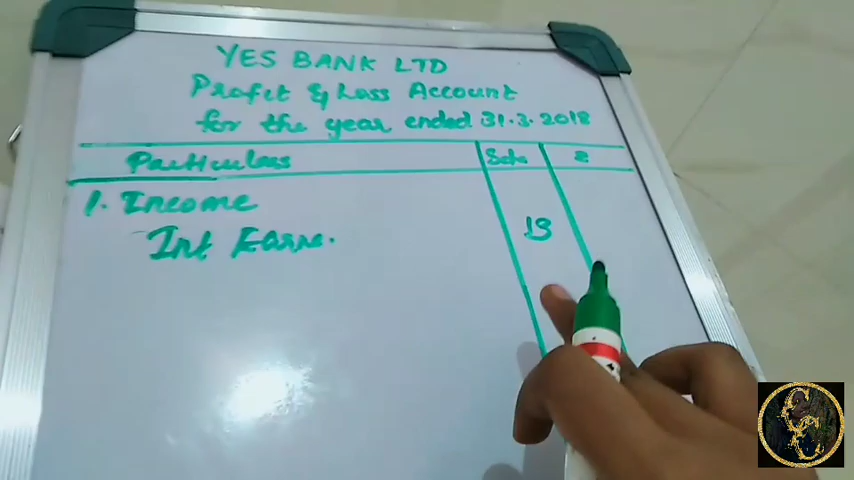 YES BANK LTD
Profit & Loss Account
for the year ended 31.3.2018
Particulars Sch. ₹
1. Income
Int Earne. 13